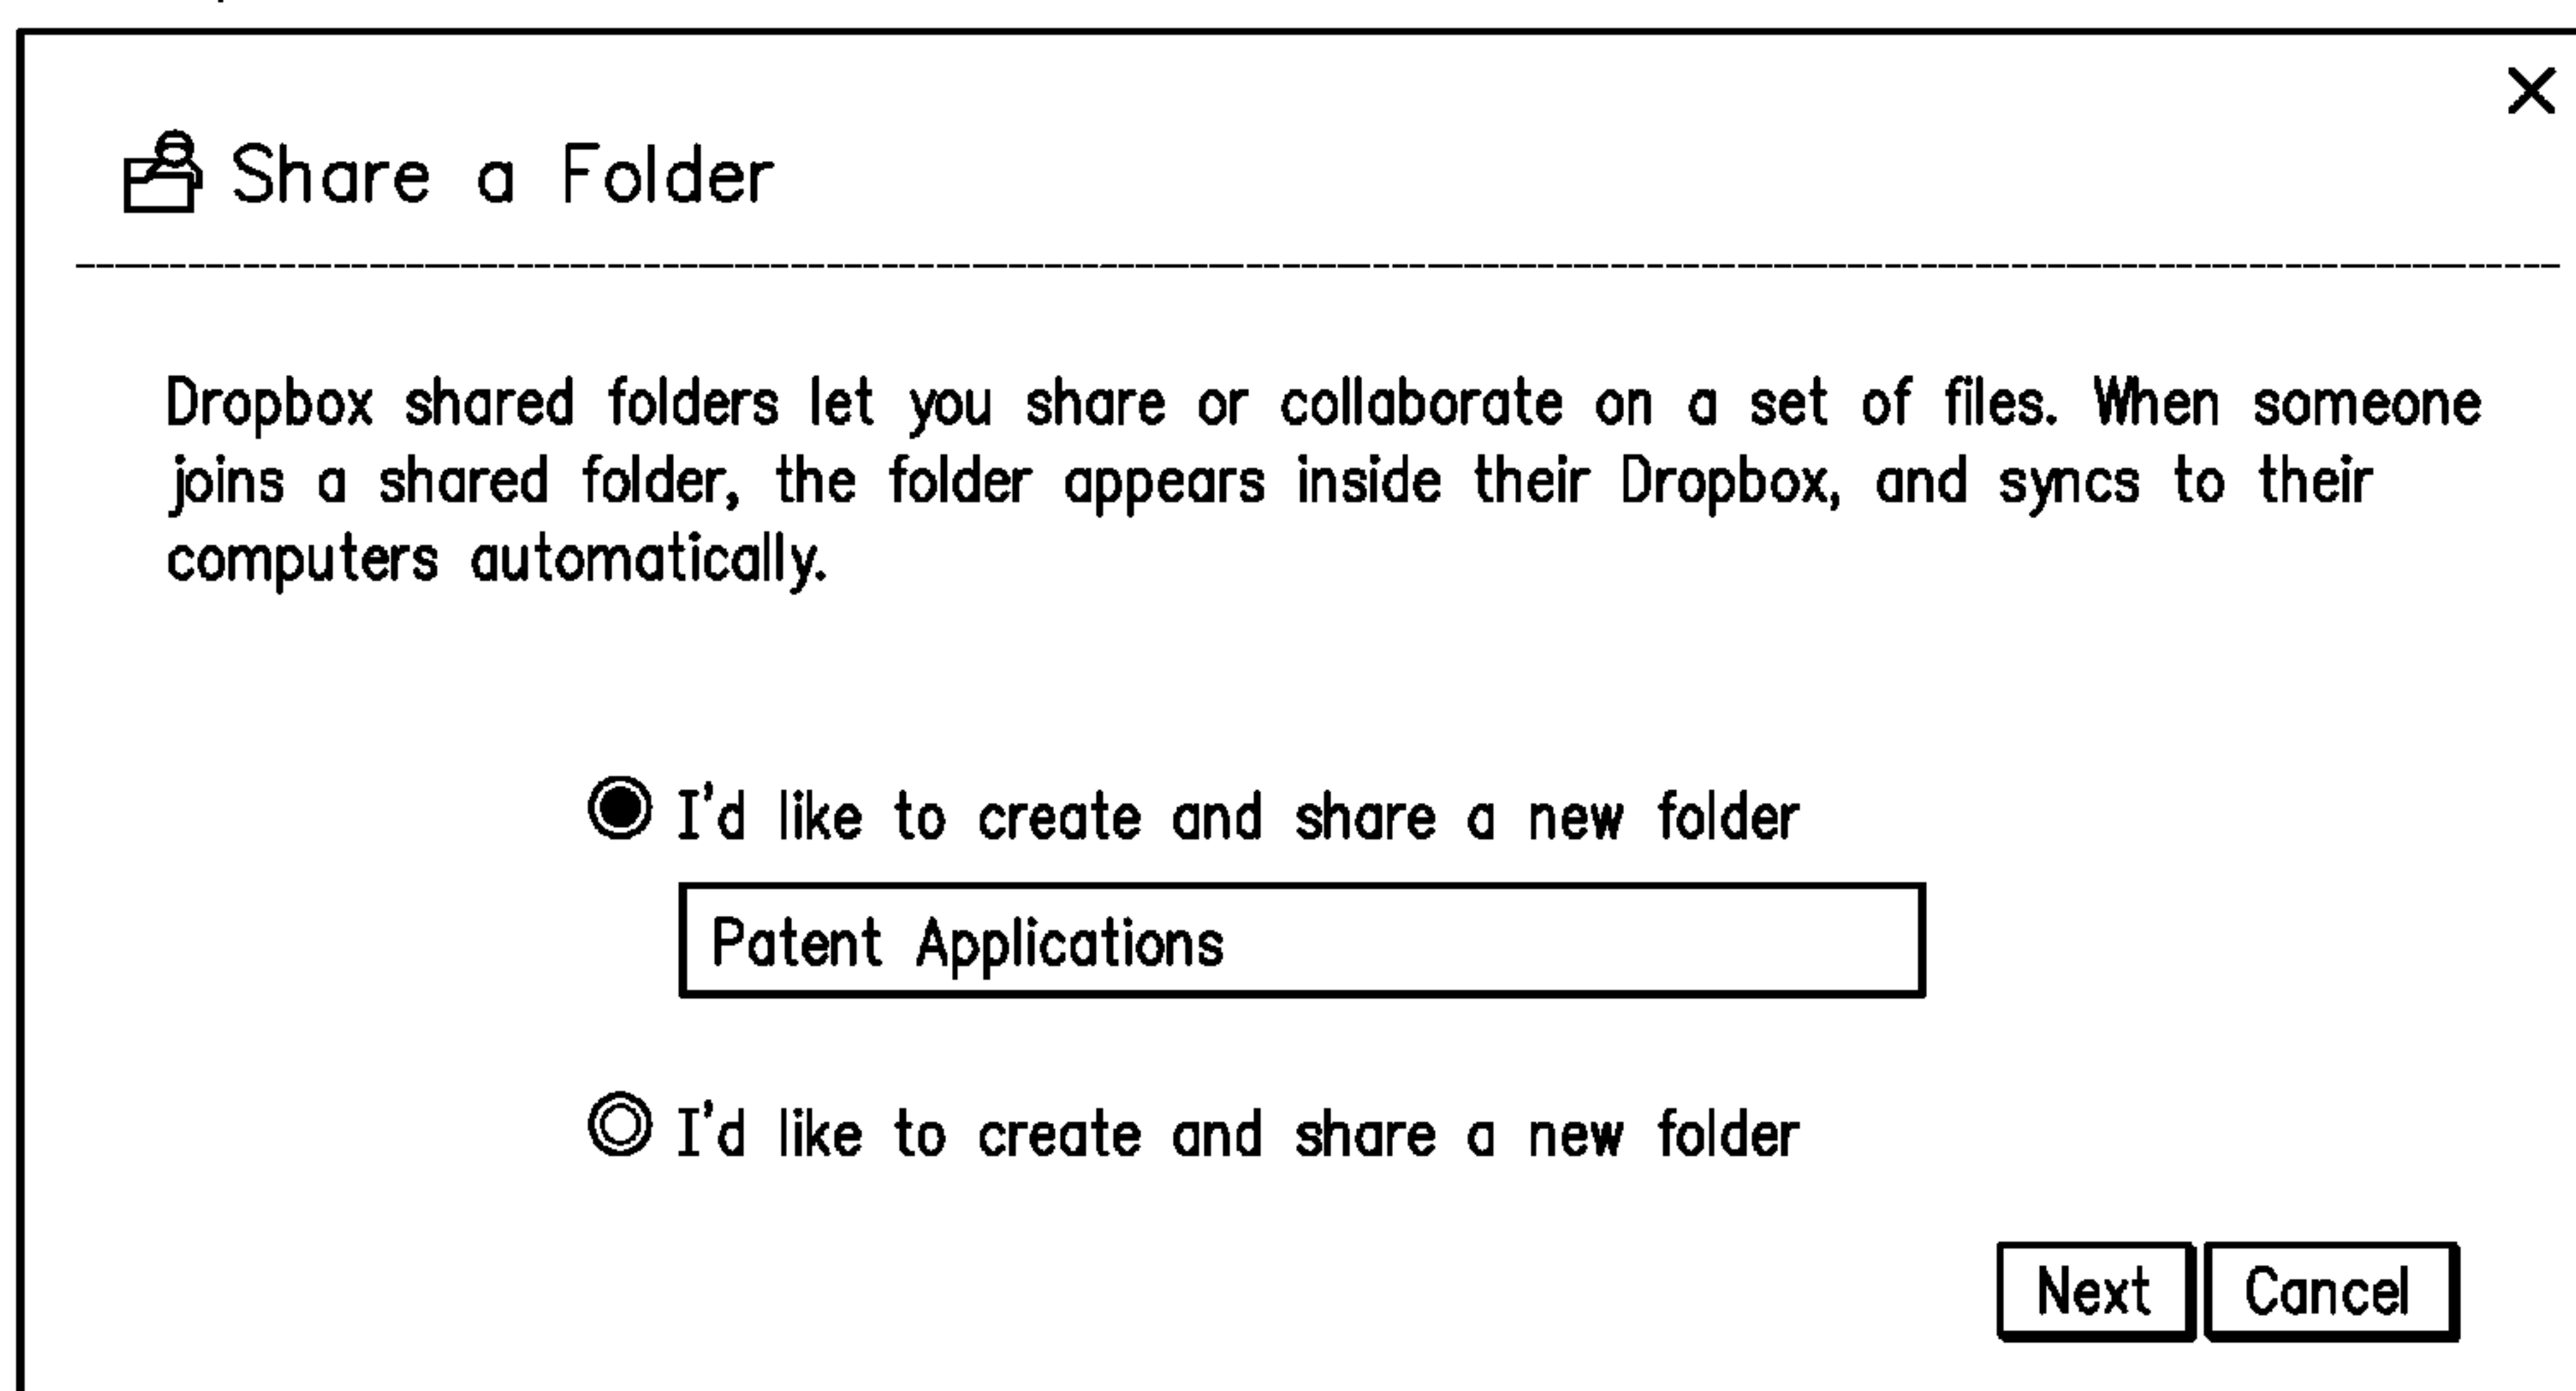 Share a Folder
Dropbox shared folders let you share or collaborate on a set of files. When someone
joins a shared folder, the folder appears inside their Dropbox, and syncs to their
computers automatically.
I'd like to create and share a new folder
Patent Applications
I'd like to create and share a new folder
Next Cancel